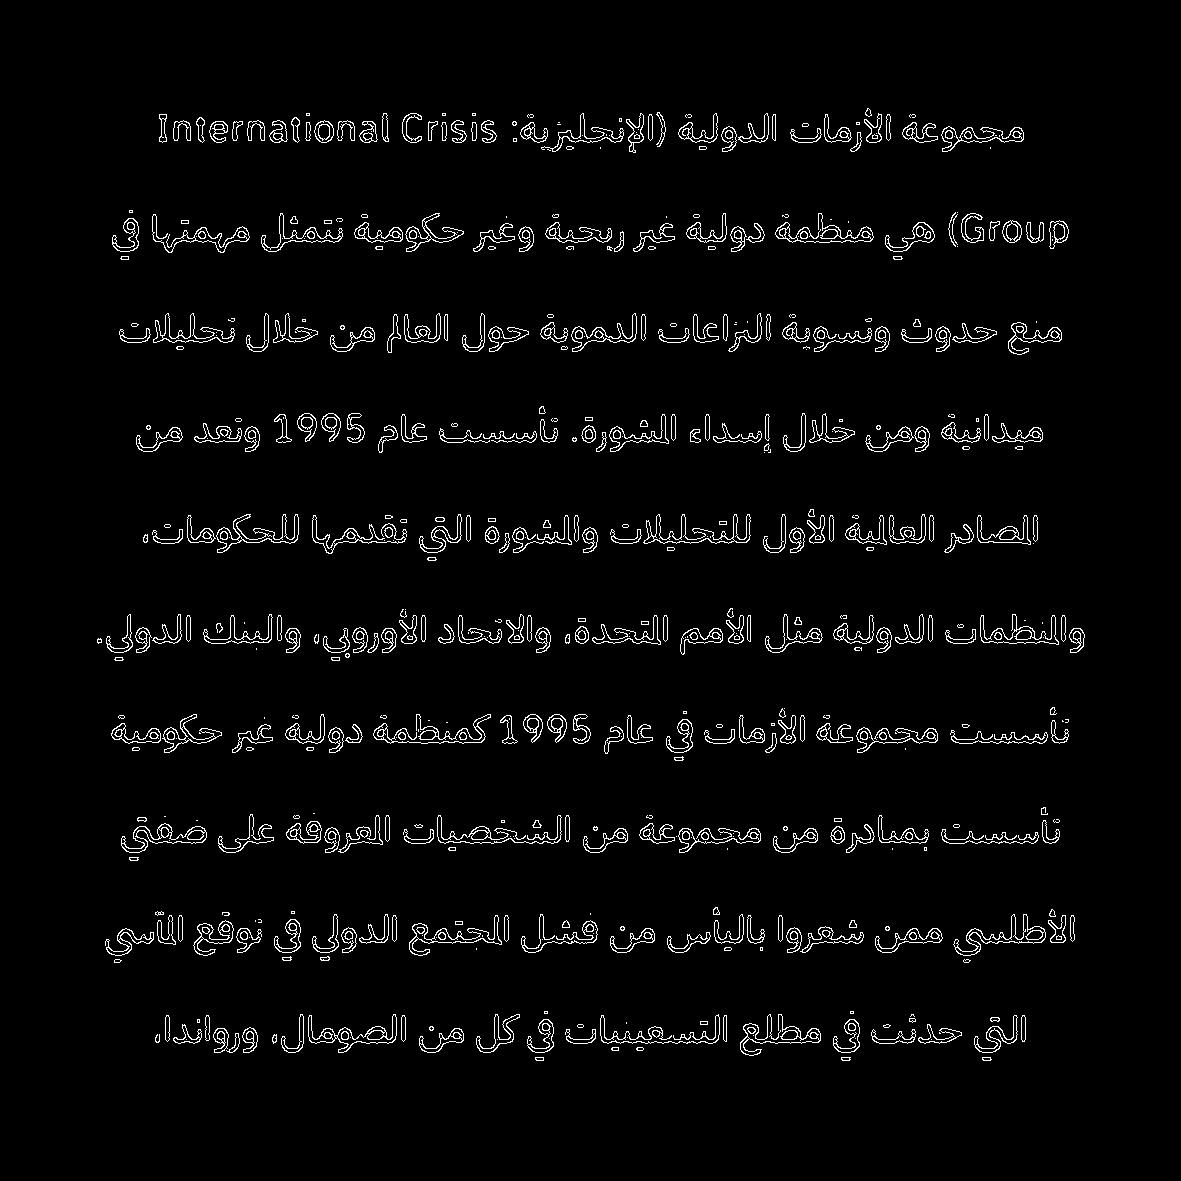 مجموعة الأزمات الدولية (الإنجليزية: International Crisis
Group) هي منظمة دولية غير ربحية وغير حكومية تتمثل مهمتها في
منع حدوث وتسوية النزاعات الدموية حول العالم من خلال تحليلات
ميدانية ومن خلال إسداء المشورة. تأسست عام 1995 وتعد من
المصادر العالمية الأول للتحليلات والمشورة التي تقدمها للحكومات،
والمنظمات الدولية مثل الأمم المتحدة، والاتحاد الأوروبي، والبنك الدولي.
تأسست مجموعة الأزمات في عام 1995 كمنظمة دولية غير حكومية
تأسست بمبادرة من مجموعة من الشخصيات المعروفة على ضفتي
الأطلسي ممن شعروا باليأس من فشل المجتمع الدولي في توقع المآسي
التي حدثت في مطلع التسعينيات في كل من الصومال، ورواندا،